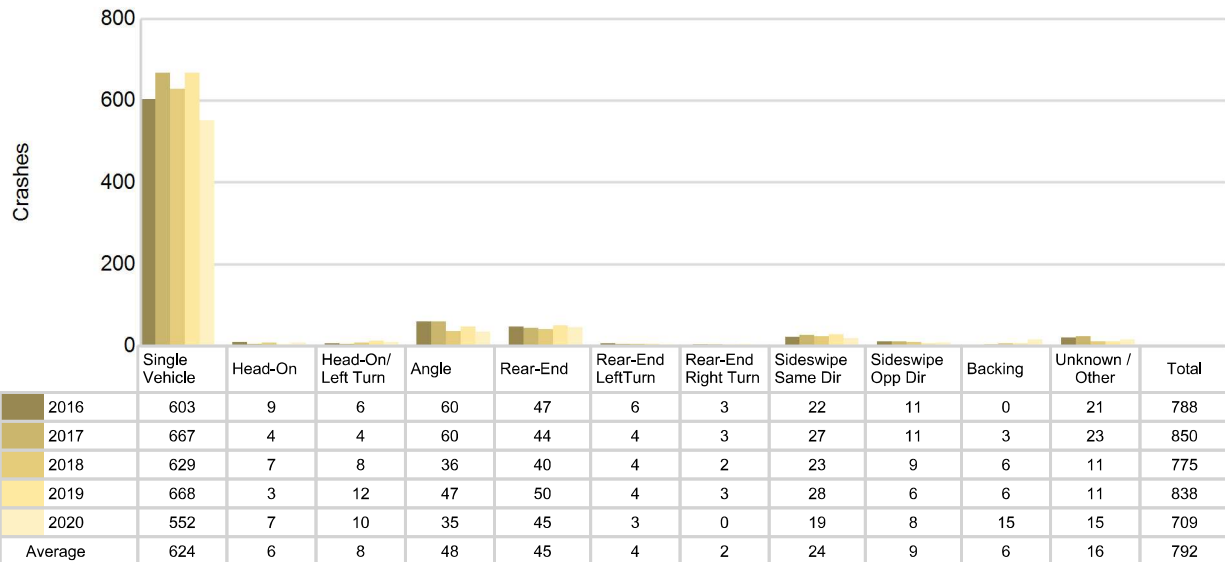 800
600
400
200
0
Crashes
Single Vehicle Head-On Head-On/ Left Turn Angle Rear-End Rear-End LeftTurn Rear-End Right Turn Sideswipe Same Dir Sideswipe Opp Dir Backing Unknown / Other Total
2016 603 9 6 60 47 6 3 22 11 0 21 788
2017 667 4 4 60 44 4 3 27 11 3 23 850
2018 629 7 8 36 40 4 2 23 9 6 11 775
2019 668 3 12 47 50 4 3 28 6 6 11 838
2020 552 7 10 35 45 3 0 19 8 15 15 709
Average 624 6 8 48 45 4 2 24 9 6 16 792